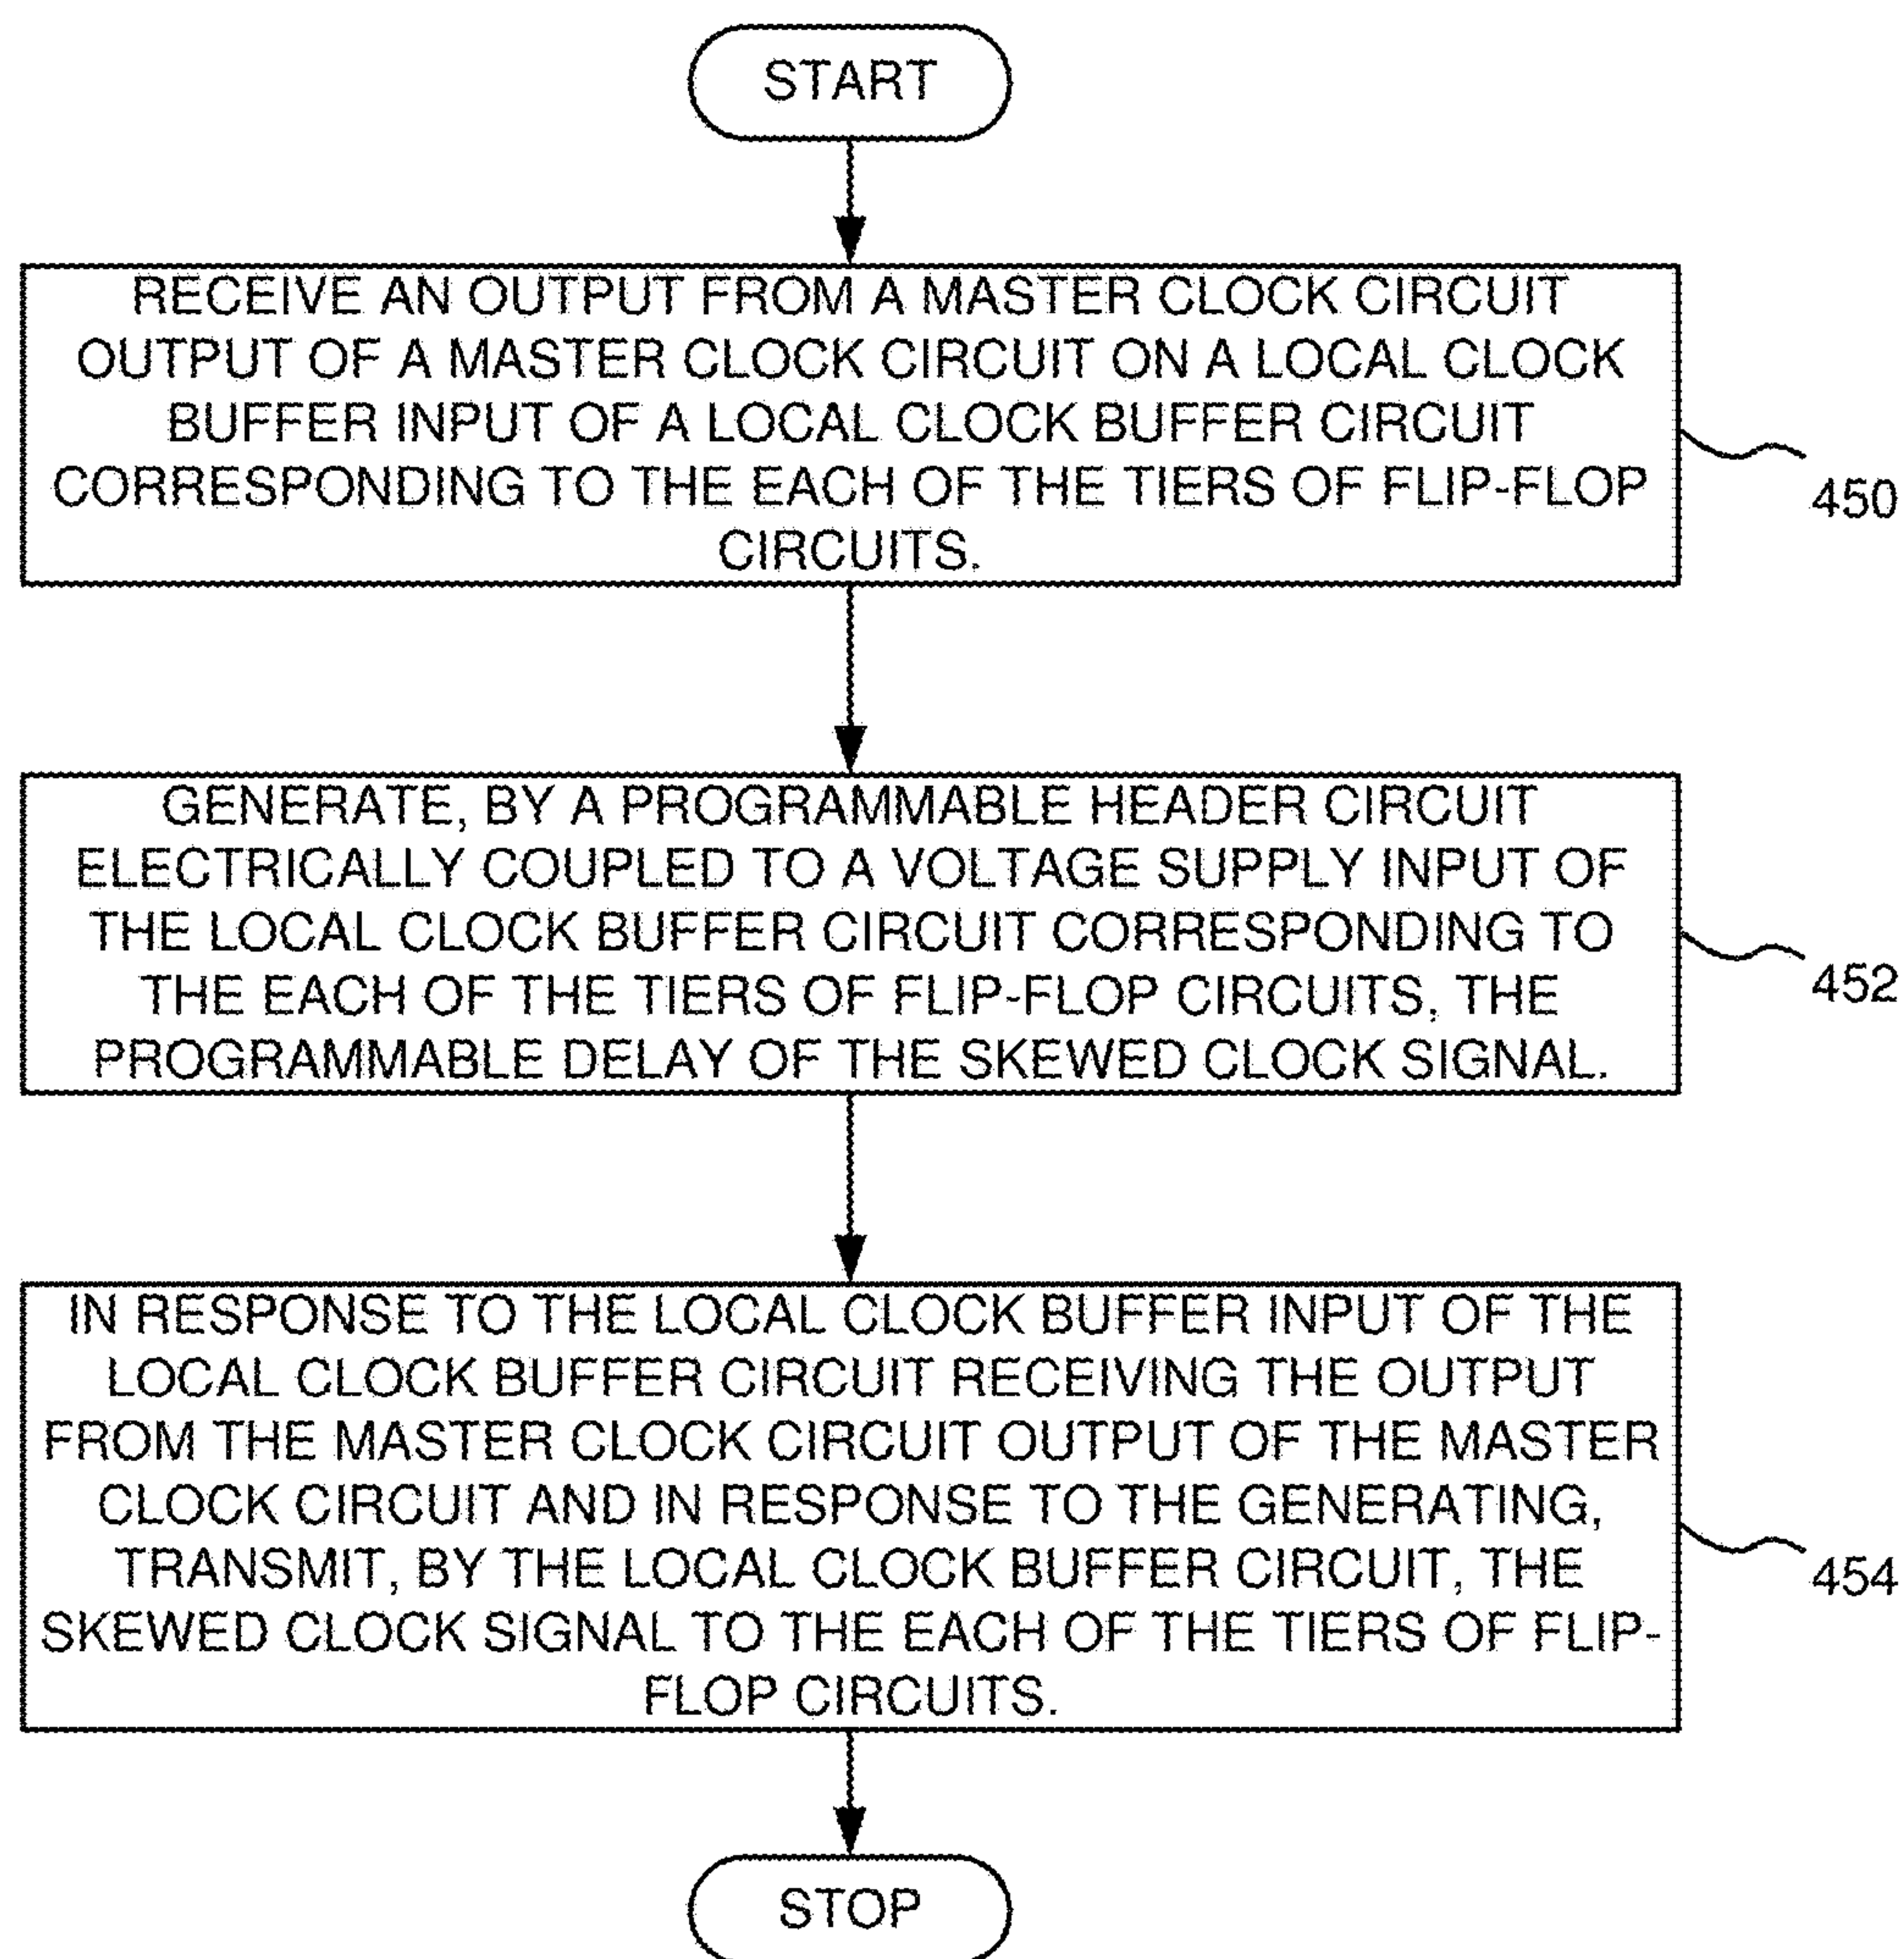 START
RECEIVE AN OUTPUT FROM A MASTER CLOCK CIRCUIT
OUTPUT OF A MASTER CLOCK CIRCUIT ON A LOCAL CLOCK
BUFFER INPUT OF A LOCAL CLOCK BUFFER CIRCUIT
CORRESPONDING TO THE EACH OF THE TIERS OF FLIP-FLOP
CIRCUITS.
450
GENERATE, BY A PROGRAMMABLE HEADER CIRCUIT
ELECTRICALLY COUPLED TO A VOLTAGE SUPPLY INPUT OF
THE LOCAL CLOCK BUFFER CIRCUIT CORRESPONDING TO
THE EACH OF THE TIERS OF FLIP-FLOP CIRCUITS, THE
PROGRAMMABLE DELAY OF THE SKEWED CLOCK SIGNAL.
452
IN RESPONSE TO THE LOCAL CLOCK BUFFER INPUT OF THE
LOCAL CLOCK BUFFER CIRCUIT RECEIVING THE OUTPUT
FROM THE MASTER CLOCK CIRCUIT OUTPUT OF THE MASTER
CLOCK CIRCUIT AND IN RESPONSE TO THE GENERATING,
TRANSMIT, BY THE LOCAL CLOCK BUFFER CIRCUIT, THE
SKEWED CLOCK SIGNAL TO THE EACH OF THE TIERS OF FLIP-
FLOP CIRCUITS.
454
STOP